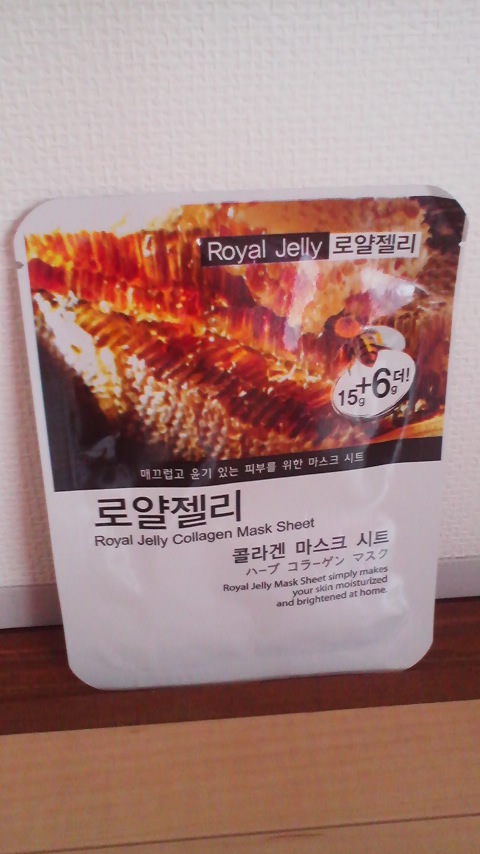 Royal Jelly 로얄젤리
15g+6g더!
매끄럽고 윤기 있는 피부를 위한 마스크 시트
로얄젤리
Royal Jelly Collagen Mask Sheet
콜라겐 마스크 시트
ハーブ コラーゲン マスク
Royal Jelly Mask Sheet simply makes
your skin moisturized
and brightened at home.